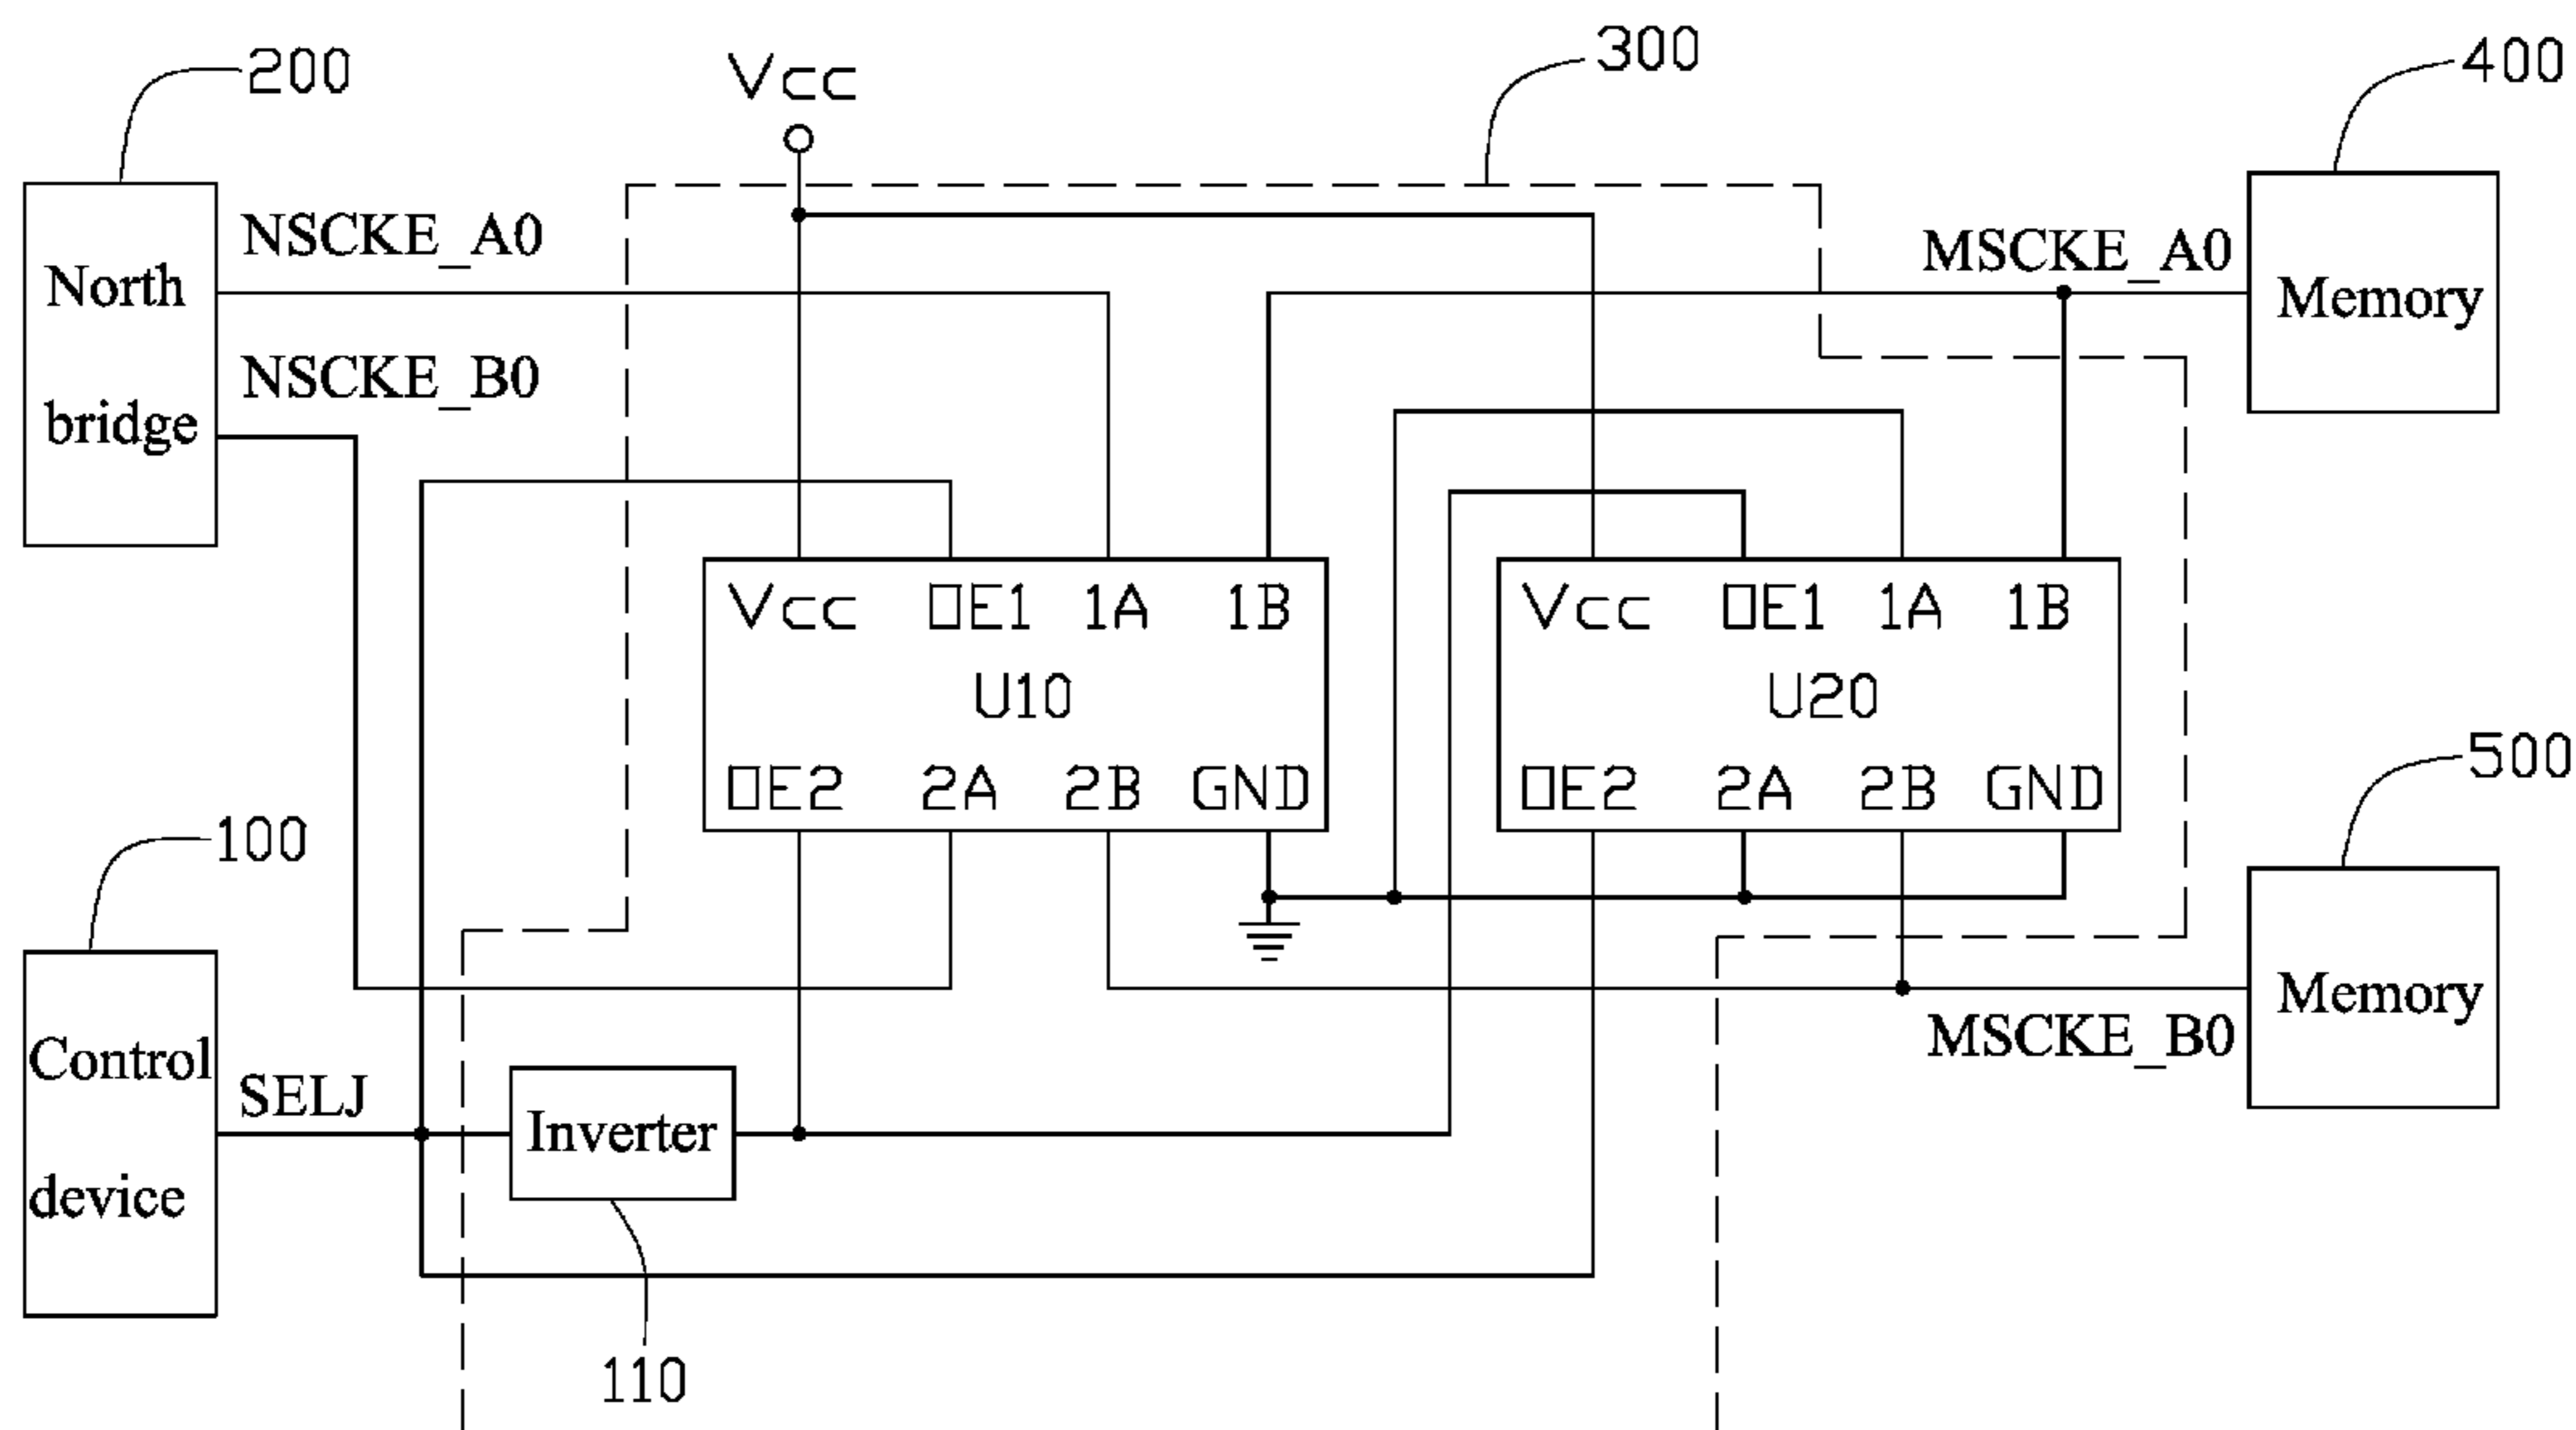 200
Vcc
300
400
North
bridge
NSCKE_A0
NSCKE_B0
MSCKE_A0
Memory
Vcc OE1 1A 1B
U10
OE2 2A 2B GND
Vcc OE1 1A 1B
U20
OE2 2A 2B GND
500
100
Control
device
SELJ
Inverter
Memory
MSCKE_B0
110